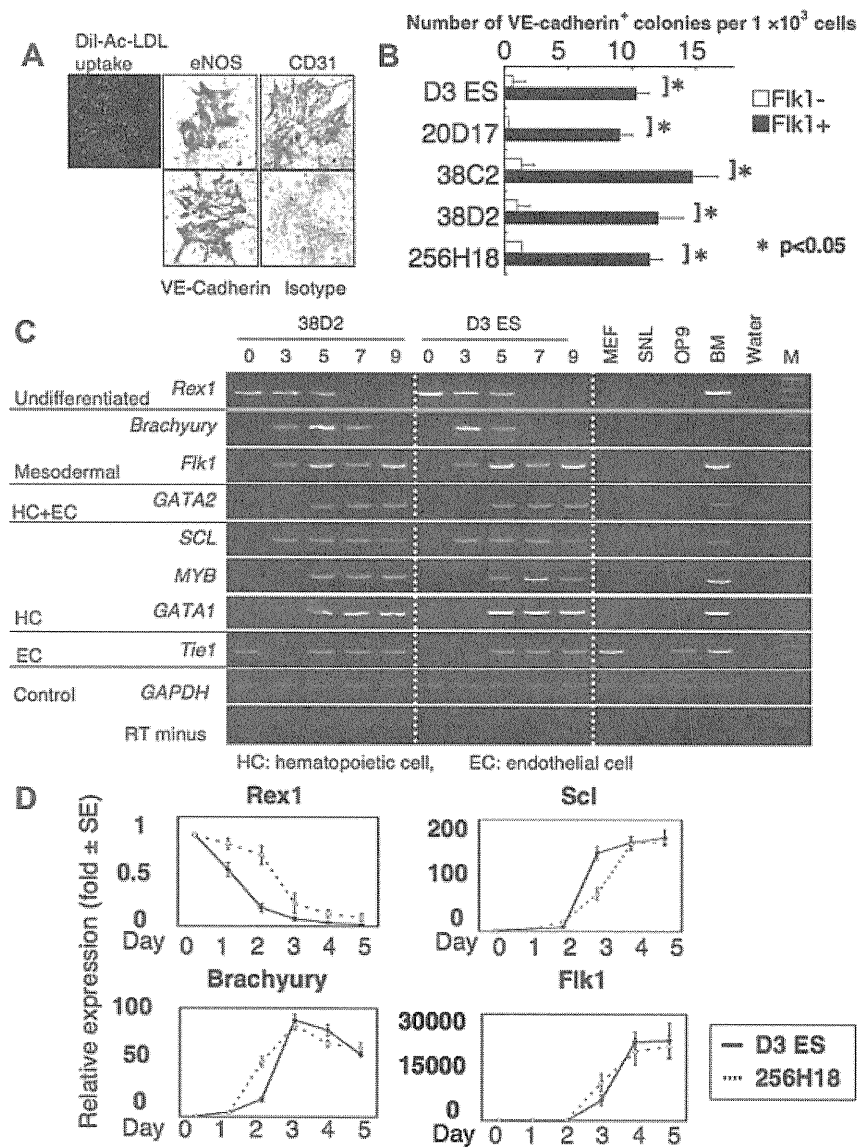 Number of VE-cadherin⁺ colonies per 1 ×10³ cells
A
Dil-Ac-LDL
uptake
eNOS
CD31
VE-Cadherin
Isotype
B
0 5 10 15
D3 ES
20D17
38C2
38D2
256H18
]*
]*
]*
]*
]*
Flk1-
Flk1+
* p<0.05
C
38D2
D3 ES
0 3 5 7 9 0 3 5 7 9 MEF SNL OP9 BM Water M
Undifferentiated Rex1
Brachyury
Mesodermal Flk1
HC+EC GATA2
SCL
MYB
HC GATA1
EC Tie1
Control GAPDH
RT minus
HC: hematopoietic cell, EC: endothelial cell
D
Relative expression (fold ± SE)
Rex1
1
0.5
0
Day 0 1 2 3 4 5
Scl
200
100
0
Day 0 1 2 3 4 5
Brachyury
100
50
0
Day 0 1 2 3 4 5
Flk1
30000
15000
0
Day 0 1 2 3 4 5
D3 ES
256H18